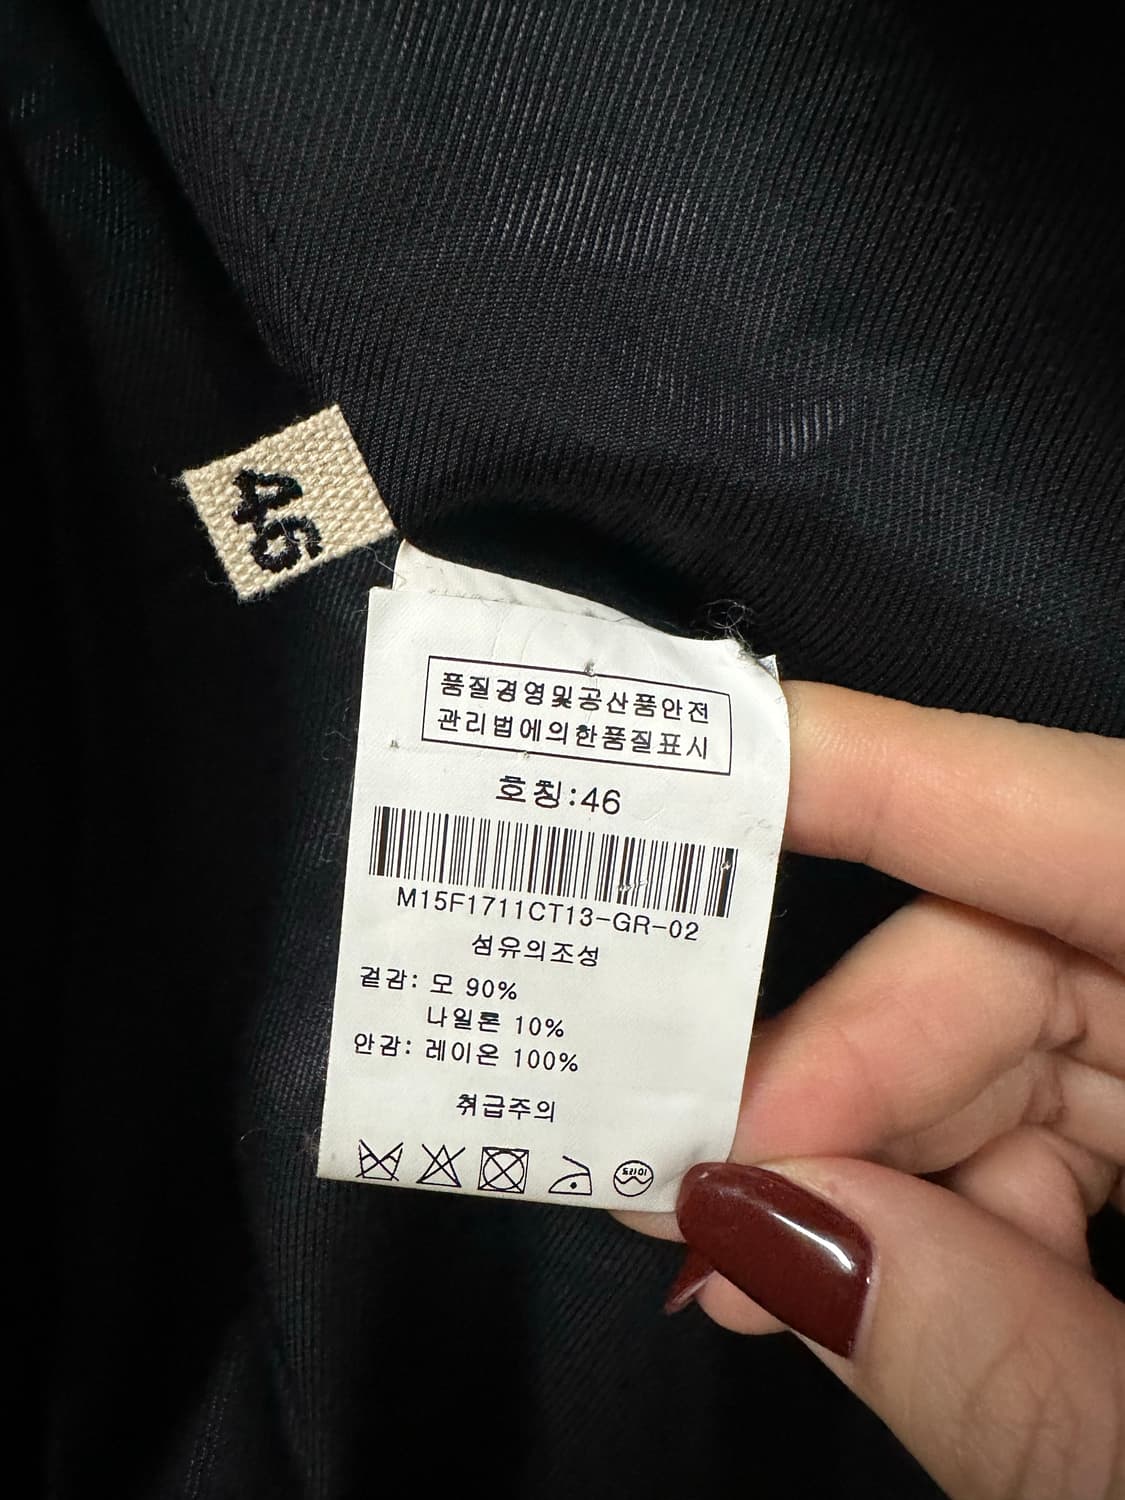 46
품질경영및공산품안전
관리법에의한품질표시
호칭:46
M15F1711CT13-GR-02
섬유의조성
겉감: 모 90%
나일론 10%
안감: 레이온 100%
취급주의
드라이